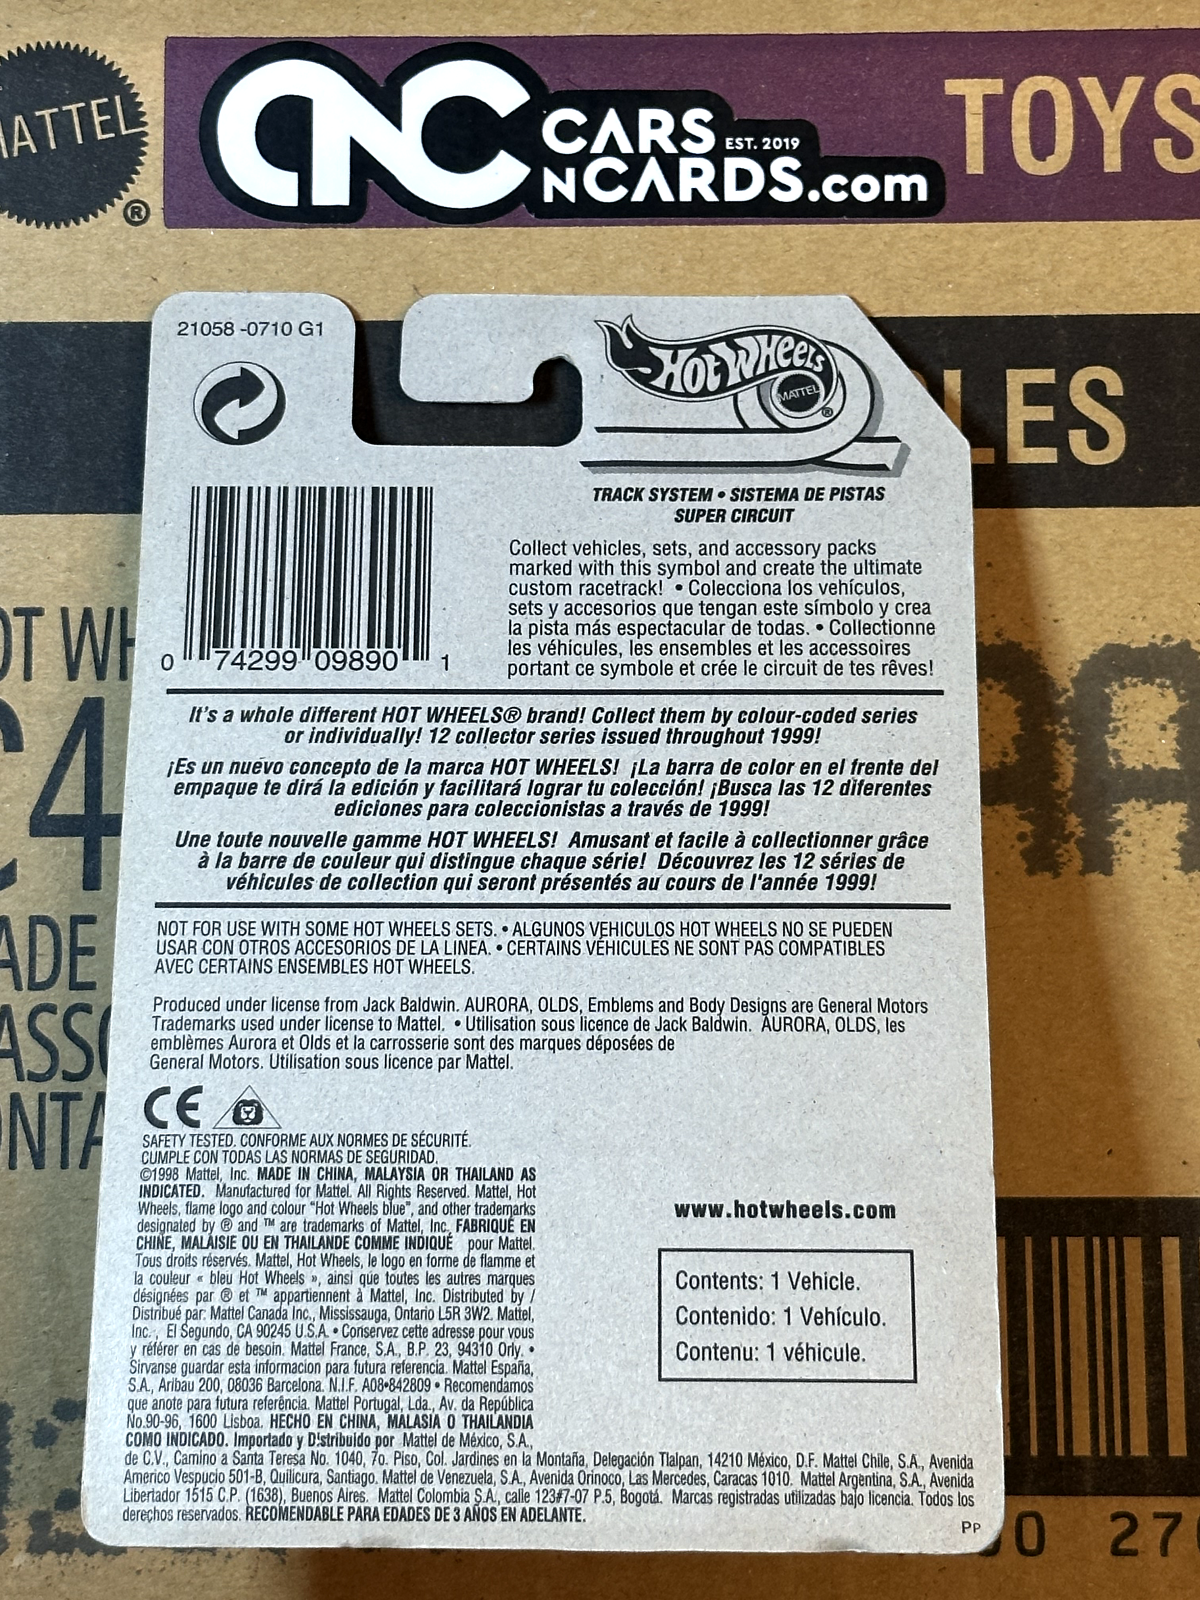 MATTEL
®
CNC CARS EST. 2019
NCARDS.com
TOYS
LES
21058 -0710 G1
Hot Wheels
MATTEL
®
TRACK SYSTEM • SISTEMA DE PISTAS
SUPER CIRCUIT
Collect vehicles, sets, and accessory packs
marked with this symbol and create the ultimate
custom racetrack! • Colecciona los vehículos,
sets y accesorios que tengan este símbolo y crea
la pista más espectacular de todas. • Collectionne
les véhicules, les ensembles et les accessoires
portant ce symbole et crée le circuit de tes rêves!
0 74299 09890 1
It's a whole different HOT WHEELS® brand! Collect them by colour-coded series
or individually! 12 collector series issued throughout 1999!
¡Es un nuevo concepto de la marca HOT WHEELS! ¡La barra de color en el frente del
empaque te dirá la edición y facilitará lograr tu colección! ¡Busca las 12 diferentes
ediciones para coleccionistas a través de 1999!
Une toute nouvelle gamme HOT WHEELS! Amusant et facile à collectionner grâce
à la barre de couleur qui distingue chaque série! Découvrez les 12 séries de
véhicules de collection qui seront présentés au cours de l'année 1999!
NOT FOR USE WITH SOME HOT WHEELS SETS. • ALGUNOS VEHICULOS HOT WHEELS NO SE PUEDEN
USAR CON OTROS ACCESORIOS DE LA LINEA. • CERTAINS VÉHICULES NE SONT PAS COMPATIBLES
AVEC CERTAINS ENSEMBLES HOT WHEELS.
Produced under license from Jack Baldwin. AURORA, OLDS, Emblems and Body Designs are General Motors
Trademarks used under license to Mattel. • Utilisation sous licence de Jack Baldwin. AURORA, OLDS, les
emblèmes Aurora et Olds et la carrosserie sont des marques déposées de
General Motors. Utilisation sous licence par Mattel.
CE
SAFETY TESTED. CONFORME AUX NORMES DE SÉCURITÉ.
CUMPLE CON TODAS LAS NORMAS DE SEGURIDAD.
©1998 Mattel, Inc. MADE IN CHINA, MALAYSIA OR THAILAND AS
INDICATED. Manufactured for Mattel. All Rights Reserved. Mattel, Hot
Wheels, flame logo and colour "Hot Wheels blue", and other trademarks
designated by ® and ™ are trademarks of Mattel, Inc. FABRIQUÉ EN
CHINE, MALAISIE OU EN THAILANDE COMME INDIQUÉ pour Mattel.
Tous droits réservés. Mattel, Hot Wheels, le logo en forme de flamme et
la couleur « bleu Hot Wheels », ainsi que toutes les autres marques
désignées par ® et ™ appartiennent à Mattel, Inc. Distributed by /
Distribué par: Mattel Canada Inc., Mississauga, Ontario L5R 3W2. Mattel,
Inc., El Segundo, CA 90245 U.S.A. • Conservez cette adresse pour vous
y référer en cas de besoin. Mattel France, S.A., B.P. 23, 94310 Orly. •
Sirvanse guardar esta informacion para futura referencia. Mattel España,
S.A., Aribau 200, 08036 Barcelona. N.I.F. A08•842809 • Recomendamos
que anote para futura referência. Mattel Portugal, Lda., Av. da República
No.90-96, 1600 Lisboa. HECHO EN CHINA, MALASIA O THAILANDIA
COMO INDICADO. Importado y Distribuido por Mattel de México, S.A.,
de C.V., Camino a Santa Teresa No. 1040, 7o. Piso, Col. Jardines en la Montaña, Delegación Tlalpan, 14210 México, D.F. Mattel Chile, S.A., Avenida
Americo Vespucio 501-B, Quilicura, Santiago. Mattel de Venezuela, S.A., Avenida Orinoco, Las Mercedes, Caracas 1010. Mattel Argentina, S.A., Avenida
Libertador 1515 C.P. (1638), Buenos Aires. Mattel Colombia S.A., calle 123#7-07 P.5, Bogotá. Marcas registradas utilizadas bajo licencia. Todos los
derechos reservados. RECOMENDABLE PARA EDADES DE 3 AÑOS EN ADELANTE.
www.hotwheels.com
Contents: 1 Vehicle.
Contenido: 1 Vehículo.
Contenu: 1 véhicule.
PP